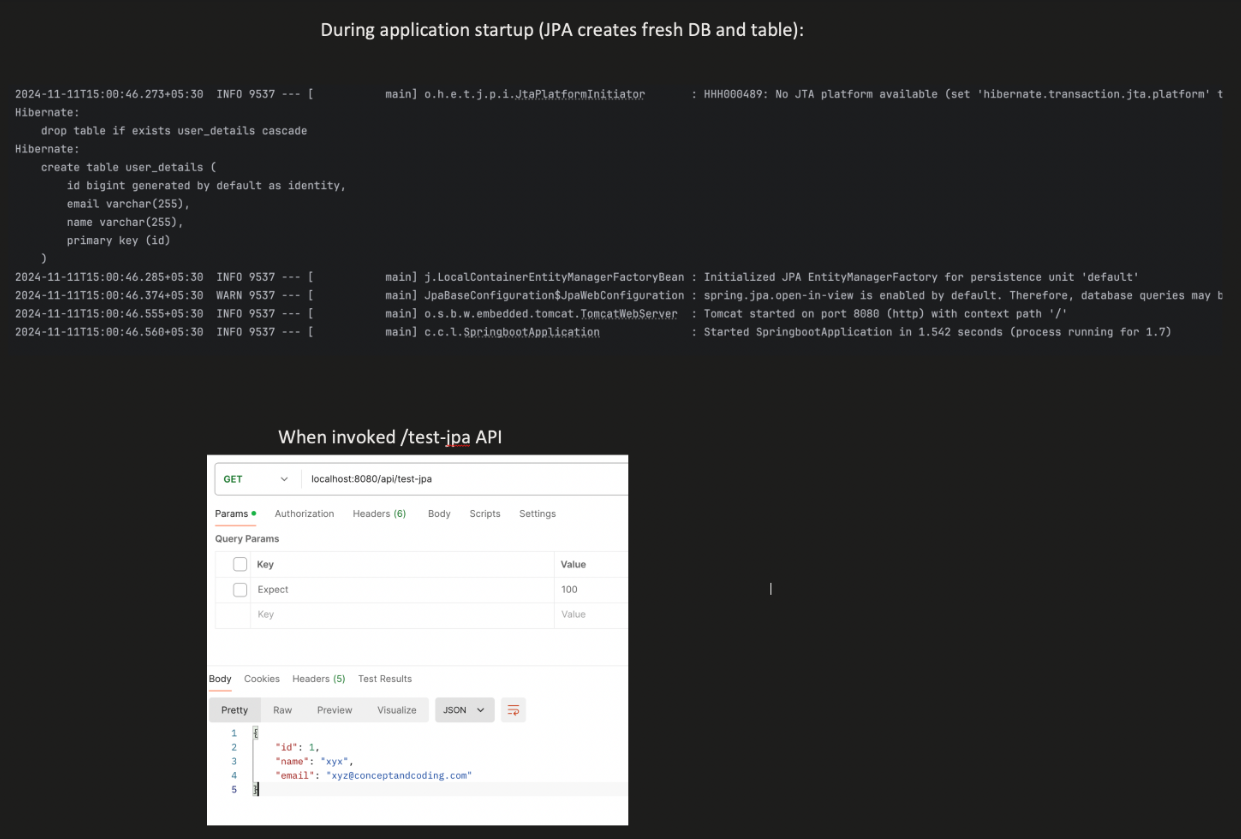 During application startup (JPA creates fresh DB and table):
2024-11-11T15:00:46.273+05:30  INFO 9537 --- [           main] o.h.e.t.j.p.i.JtaPlatformInitiator       : HHH000489: No JTA platform available (set 'hibernate.transaction.jta.platform' t
Hibernate:
    drop table if exists user_details cascade
Hibernate:
    create table user_details (
        id bigint generated by default as identity,
        email varchar(255),
        name varchar(255),
        primary key (id)
    )
2024-11-11T15:00:46.285+05:30  INFO 9537 --- [           main] j.LocalContainerEntityManagerFactoryBean : Initialized JPA EntityManagerFactory for persistence unit 'default'
2024-11-11T15:00:46.374+05:30  WARN 9537 --- [           main] JpaBaseConfiguration$JpaWebConfiguration : spring.jpa.open-in-view is enabled by default. Therefore, database queries may b
2024-11-11T15:00:46.555+05:30  INFO 9537 --- [           main] o.s.b.w.embedded.tomcat.TomcatWebServer  : Tomcat started on port 8080 (http) with context path '/'
2024-11-11T15:00:46.560+05:30  INFO 9537 --- [           main] c.c.l.SpringbootApplication              : Started SpringbootApplication in 1.542 seconds (process running for 1.7)
When invoked /test-jpa API
GET localhost:8080/api/test-jpa
Params Authorization Headers (6) Body Scripts Settings
Query Params
Key Value
Expect 100
Key Value
Body Cookies Headers (5) Test Results
Pretty Raw Preview Visualize JSON
1 {
2     "id": 1,
3     "name": "xyx",
4     "email": "xyz@conceptandcoding.com"
5 }